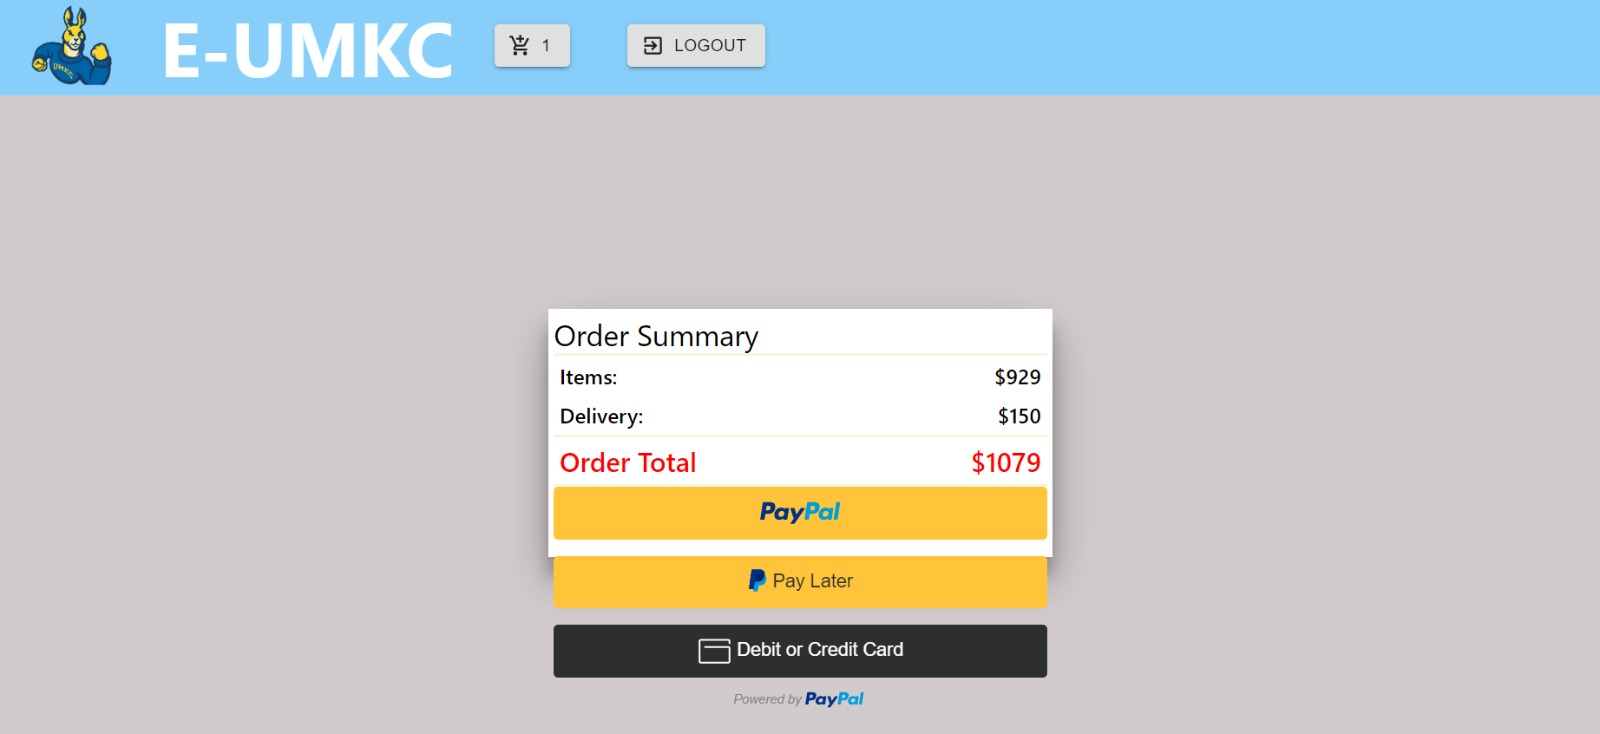 UMKC
E-UMKC
1
LOGOUT
Order Summary
Items: $929
Delivery: $150
Order Total $1079
PayPal
Pay Later
Debit or Credit Card
Powered by PayPal